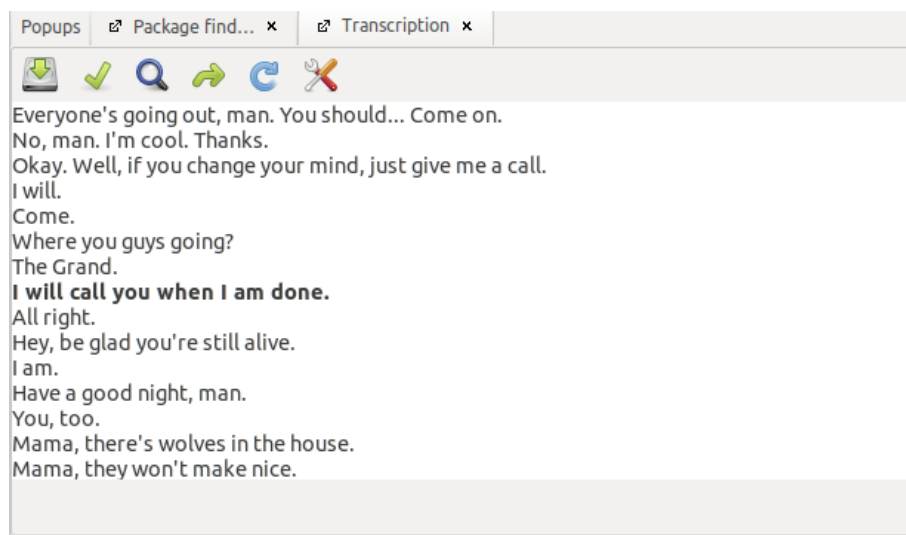 Popups Package find... × Transcription ×
Everyone's going out, man. You should... Come on.
No, man. I'm cool. Thanks.
Okay. Well, if you change your mind, just give me a call.
I will.
Come.
Where you guys going?
The Grand.
I will call you when I am done.
All right.
Hey, be glad you're still alive.
I am.
Have a good night, man.
You, too.
Mama, there's wolves in the house.
Mama, they won't make nice.